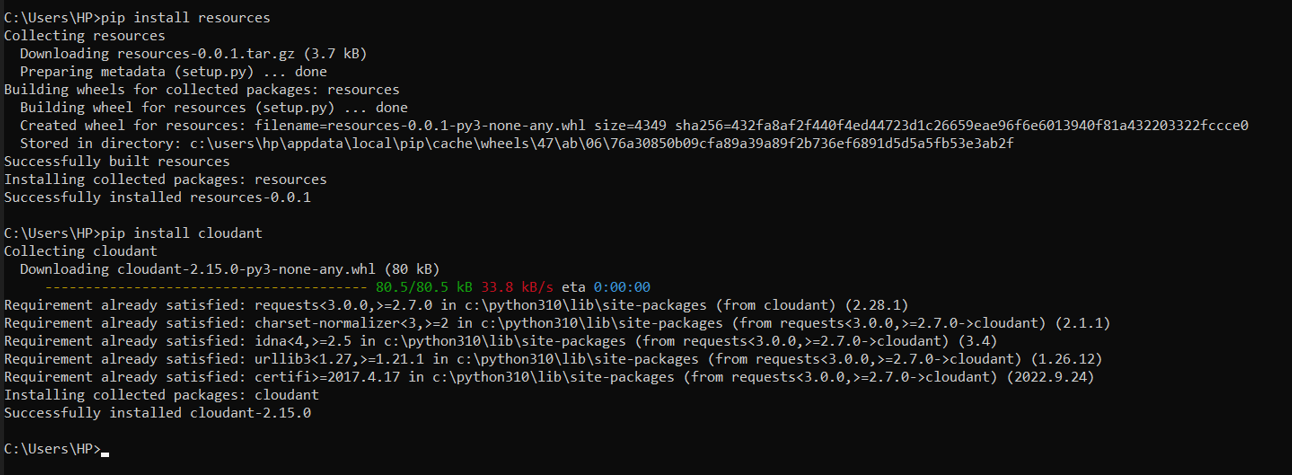 C:\Users\HP>pip install resources
Collecting resources
  Downloading resources-0.0.1.tar.gz (3.7 kB)
  Preparing metadata (setup.py) ... done
Building wheels for collected packages: resources
  Building wheel for resources (setup.py) ... done
  Created wheel for resources: filename=resources-0.0.1-py3-none-any.whl size=4349 sha256=432fa8af2f440f4ed44723d1c26659eae96f6e6013940f81a432203322fccce0
  Stored in directory: c:\users\hp\appdata\local\pip\cache\wheels\47\ab\06\76a30850b09cfa89a39a89f2b736ef6891d5d5a5fb53e3ab2f
Successfully built resources
Installing collected packages: resources
Successfully installed resources-0.0.1
C:\Users\HP>pip install cloudant
Collecting cloudant
  Downloading cloudant-2.15.0-py3-none-any.whl (80 kB)
     ---------------------------------------- 80.5/80.5 kB 33.8 kB/s eta 0:00:00
Requirement already satisfied: requests<3.0.0,>=2.7.0 in c:\python310\lib\site-packages (from cloudant) (2.28.1)
Requirement already satisfied: charset-normalizer<3,>=2 in c:\python310\lib\site-packages (from requests<3.0.0,>=2.7.0->cloudant) (2.1.1)
Requirement already satisfied: idna<4,>=2.5 in c:\python310\lib\site-packages (from requests<3.0.0,>=2.7.0->cloudant) (3.4)
Requirement already satisfied: urllib3<1.27,>=1.21.1 in c:\python310\lib\site-packages (from requests<3.0.0,>=2.7.0->cloudant) (1.26.12)
Requirement already satisfied: certifi>=2017.4.17 in c:\python310\lib\site-packages (from requests<3.0.0,>=2.7.0->cloudant) (2022.9.24)
Installing collected packages: cloudant
Successfully installed cloudant-2.15.0
C:\Users\HP>